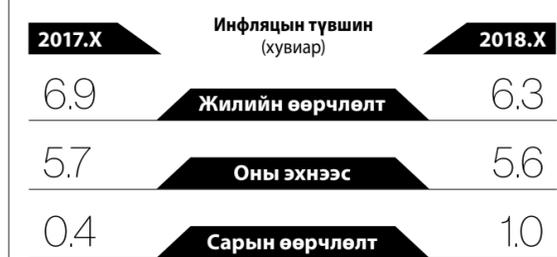 Инфляцын түвшин
(хувиар)
2017.X 2018.X
6.9 Жилийн өөрчлөлт 6.3
5.7 Оны эхнээс 5.6
0.4 Сарын өөрчлөлт 1.0